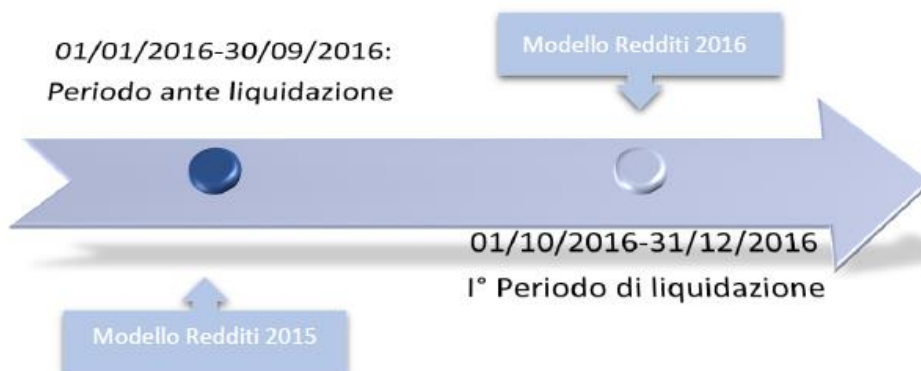 01/01/2016-30/09/2016:
Periodo ante liquidazione
Modello Redditi 2016
01/10/2016-31/12/2016
I° Periodo di liquidazione
Modello Redditi 2015